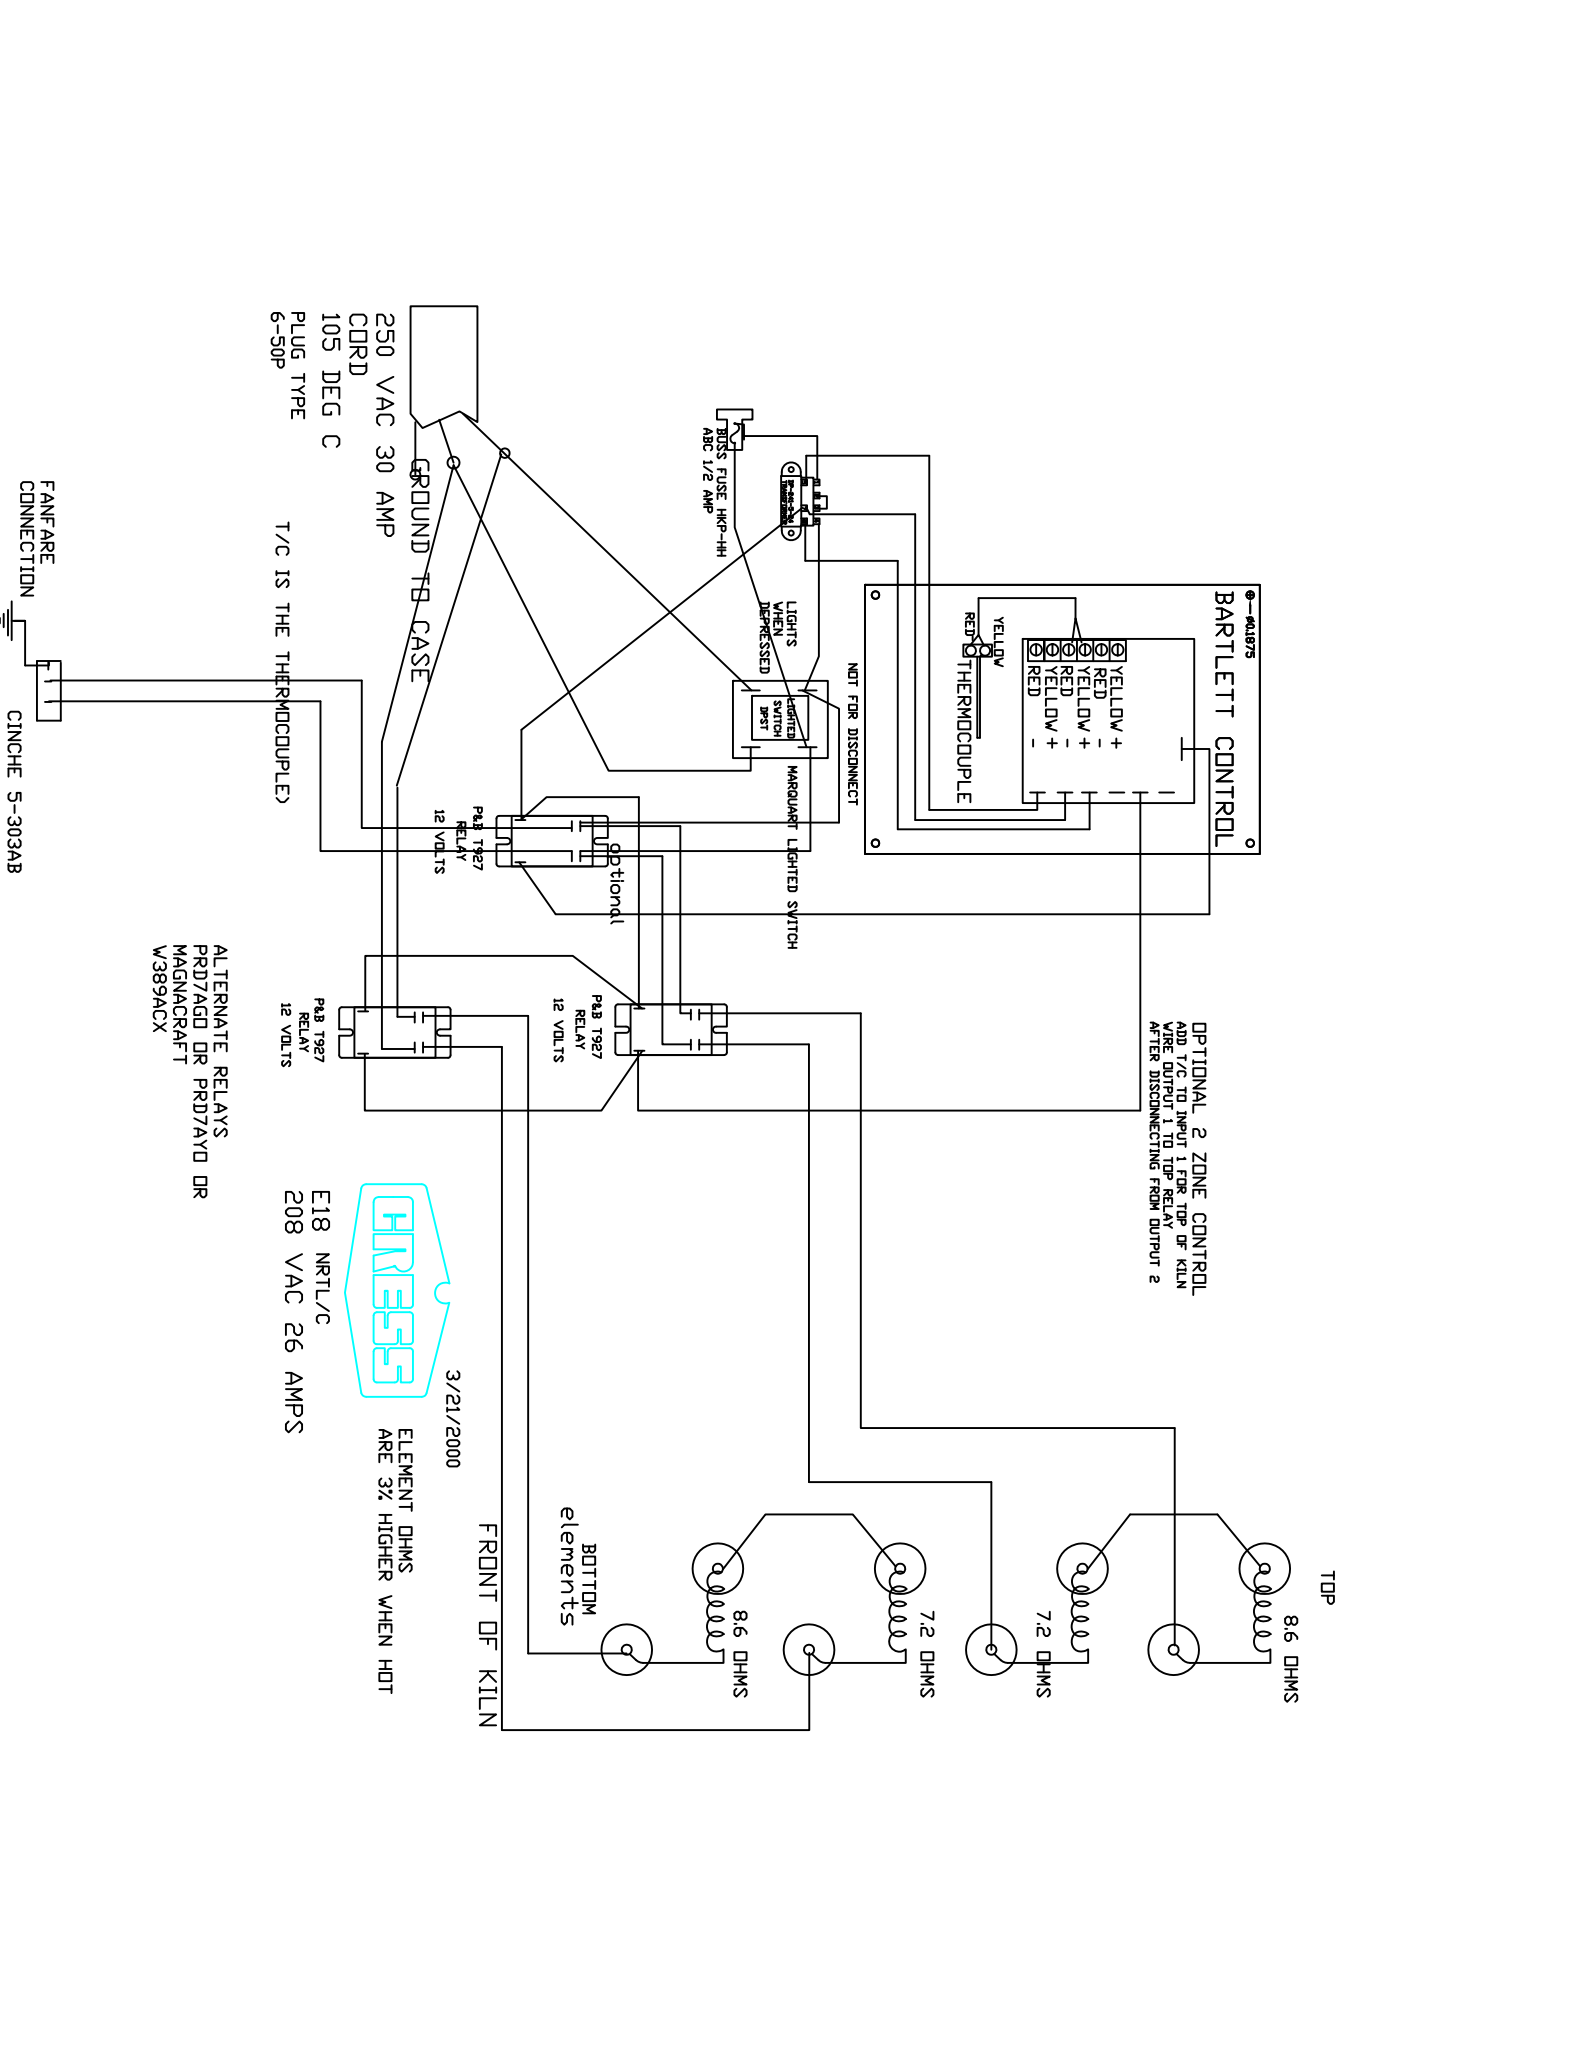 TOP
8.6 OHMS
7.2 OHMS
7.2 OHMS
8.6 OHMS
BOTTOM
elements
FRONT OF KILN
ø0.1875
BARTLETT CONTROL
YELLOW +
RED -
YELLOW +
RED -
YELLOW +
RED -
YELLOW
RED
THERMOCOUPLE
OPTIONAL 2 ZONE CONTROL
ADD T/C TO INPUT 1 FOR TOP OF KILN
WIRE OUTPUT 1 TO TOP RELAY
AFTER DISCONNECTING FROM OUTPUT 2
NOT FOR DISCONNECT
LIGHTS
WHEN
DEPRESSED
LIGHTED
SWITCH
DPST
MARQUART LIGHTED SWITCH
TRANSFORMER
BUSS FUSE HKP-HH
ABC 1/2 AMP
optional
P&B T927
RELAY
12 VOLTS
P&B T927
RELAY
12 VOLTS
P&B T927
RELAY
12 VOLTS
GROUND TO CASE
250 VAC 30 AMP
CORD
105 DEG C
PLUG TYPE
6-50P
T/C IS THE THERMOCOUPLE)
3/21/2000
ELEMENT OHMS
ARE 3% HIGHER WHEN HOT
CRESS
E18 NRTL/C
208 VAC 26 AMPS
ALTERNATE RELAYS
PRD7AGO OR PRD7AYO OR
MAGNACRAFT
W389ACX
FANFARE
CONNECTION
CINCHE 5-303AB